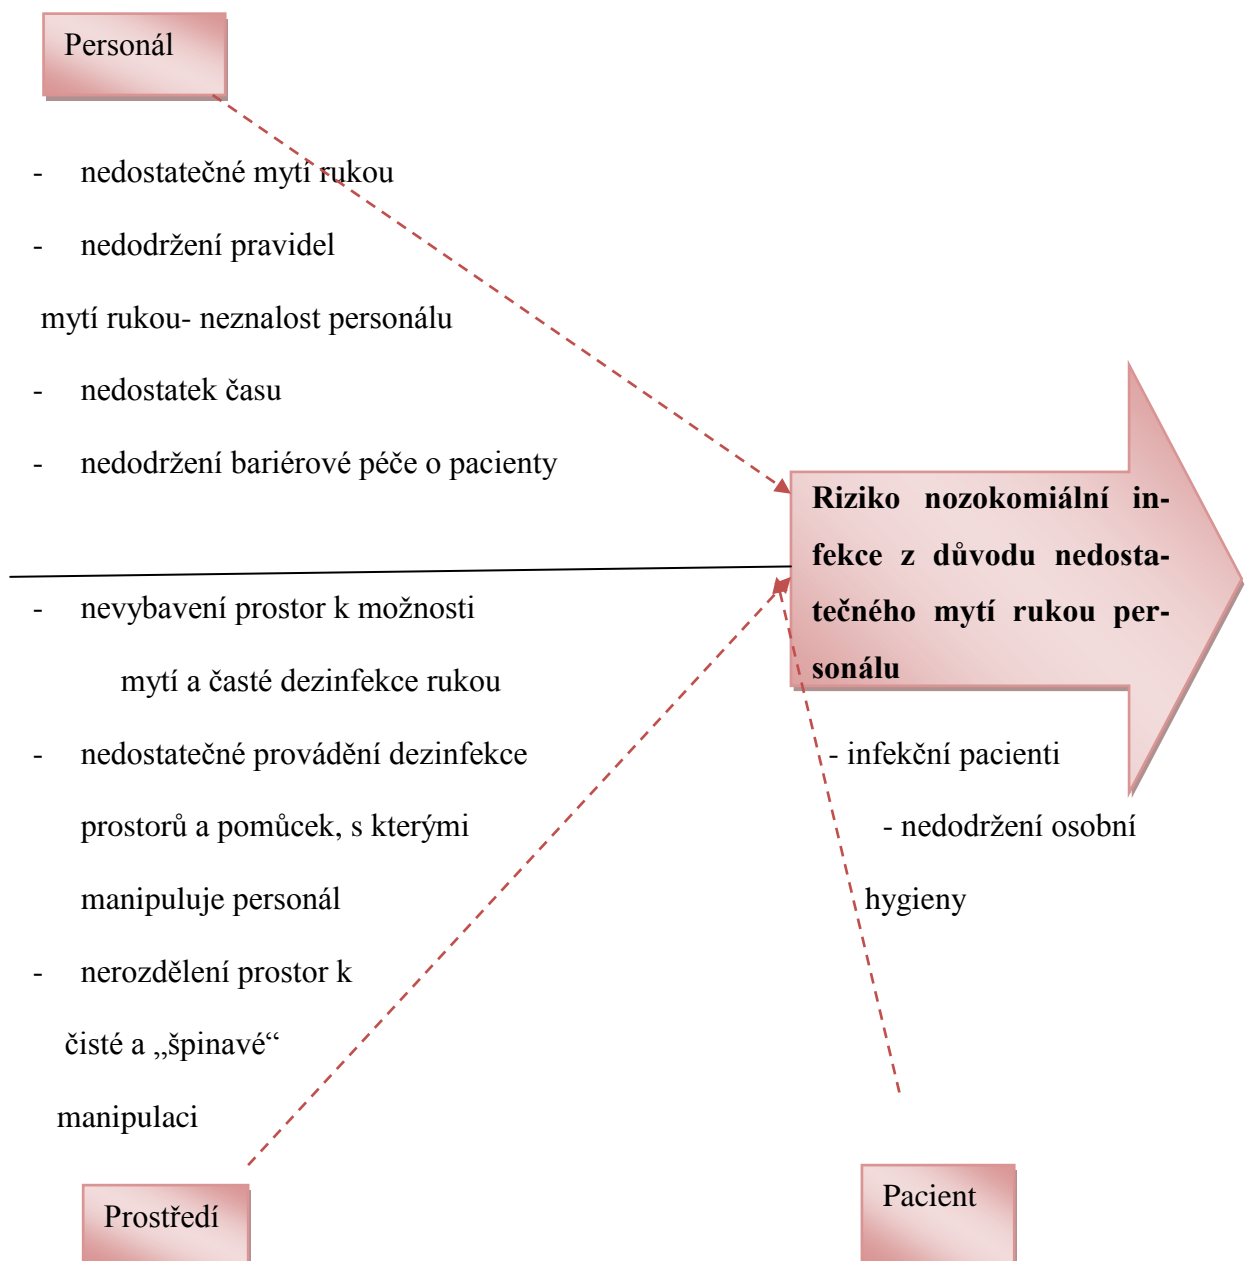 Personál
- nedostatečné mytí rukou
- nedodržení pravidel
mytí rukou- neznalost personálu
- nedostatek času
- nedodržení bariérové péče o pacienty
Riziko nozokomiální in-
fekce z důvodu nedosta-
tečného mytí rukou per-
sonálu
- nevybavení prostor k možnosti
mytí a časté dezinfekce rukou
- nedostatečné provádění dezinfekce
prostorů a pomůcek, s kterými
manipuluje personál
- nerozdělení prostor k
čisté a „špinavé“
manipulaci
- infekční pacienti
- nedodržení osobní
hygieny
Prostředí
Pacient